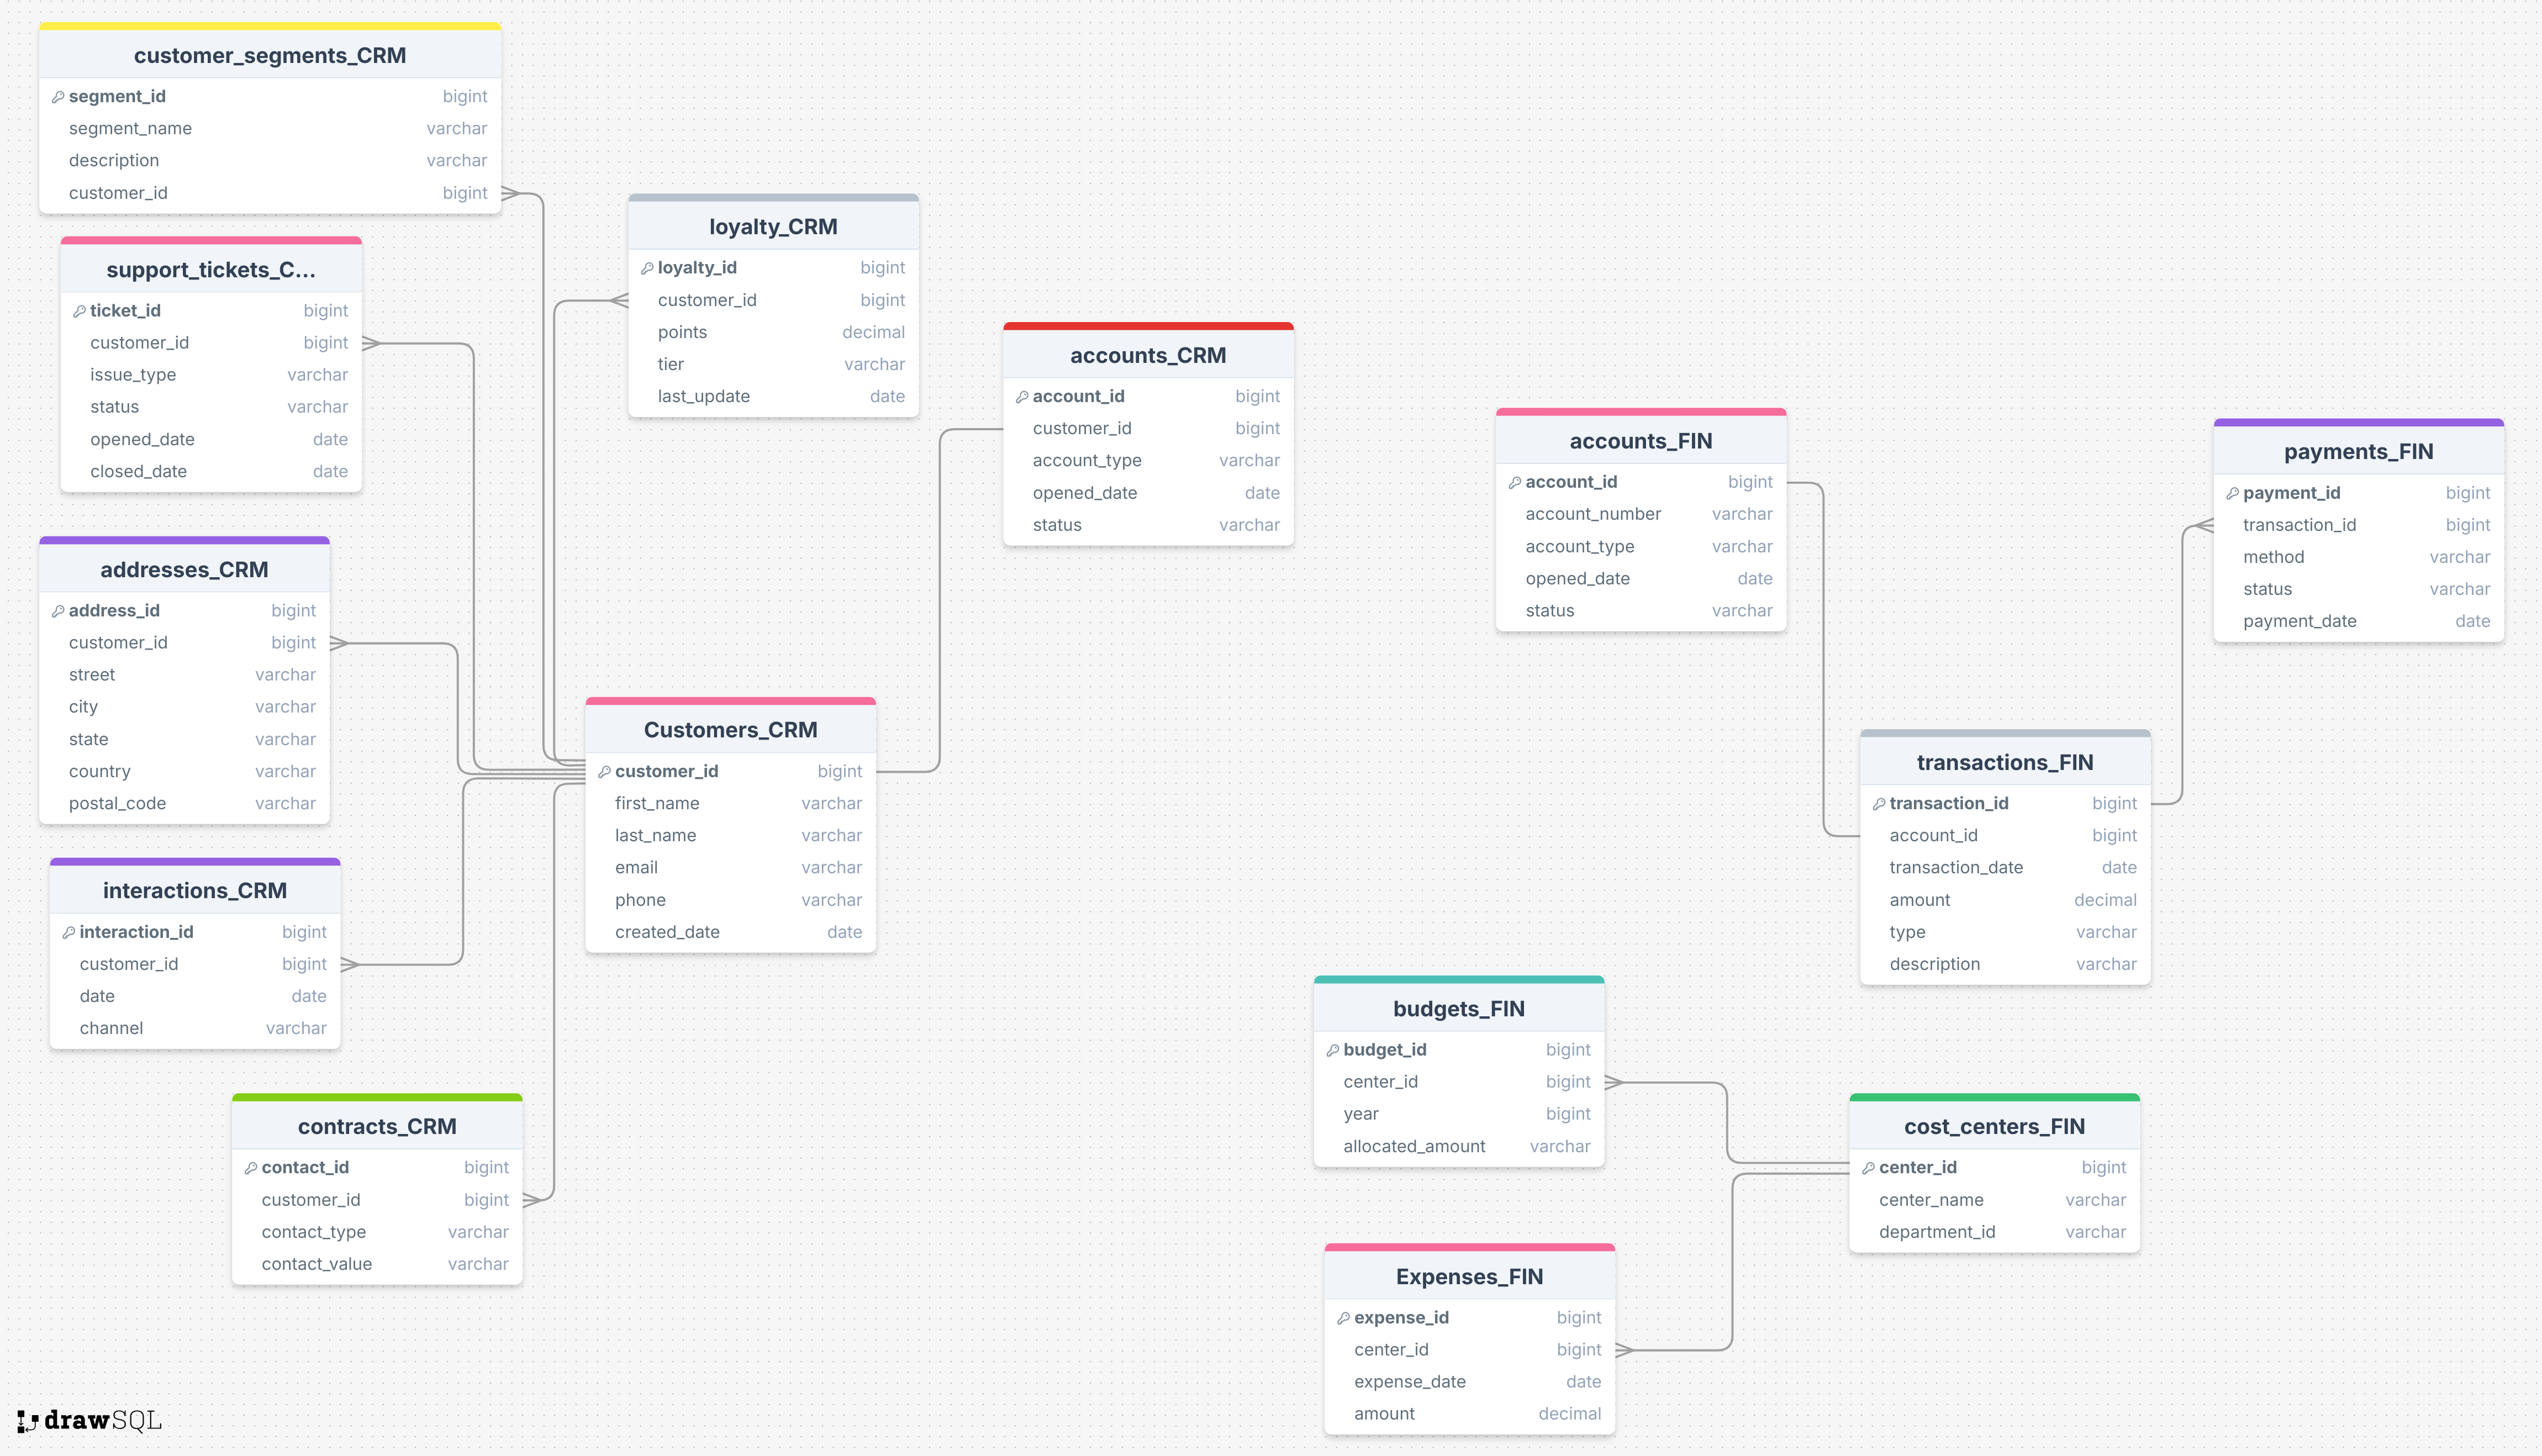 customer_segments_CRM
segment_id bigint
segment_name varchar
description varchar
customer_id bigint
support_tickets_C...
ticket_id bigint
customer_id bigint
issue_type varchar
status varchar
opened_date date
closed_date date
addresses_CRM
address_id bigint
customer_id bigint
street varchar
city varchar
state varchar
country varchar
postal_code varchar
interactions_CRM
interaction_id bigint
customer_id bigint
date date
channel varchar
contracts_CRM
contact_id bigint
customer_id bigint
contact_type varchar
contact_value varchar
loyalty_CRM
loyalty_id bigint
customer_id bigint
points decimal
tier varchar
last_update date
Customers_CRM
customer_id bigint
first_name varchar
last_name varchar
email varchar
phone varchar
created_date date
accounts_CRM
account_id bigint
customer_id bigint
account_type varchar
opened_date date
status varchar
accounts_FIN
account_id bigint
account_number varchar
account_type varchar
opened_date date
status varchar
payments_FIN
payment_id bigint
transaction_id bigint
method varchar
status varchar
payment_date date
transactions_FIN
transaction_id bigint
account_id bigint
transaction_date date
amount decimal
type varchar
description varchar
budgets_FIN
budget_id bigint
center_id bigint
year bigint
allocated_amount varchar
cost_centers_FIN
center_id bigint
center_name varchar
department_id varchar
Expenses_FIN
expense_id bigint
center_id bigint
expense_date date
amount decimal
drawSQL